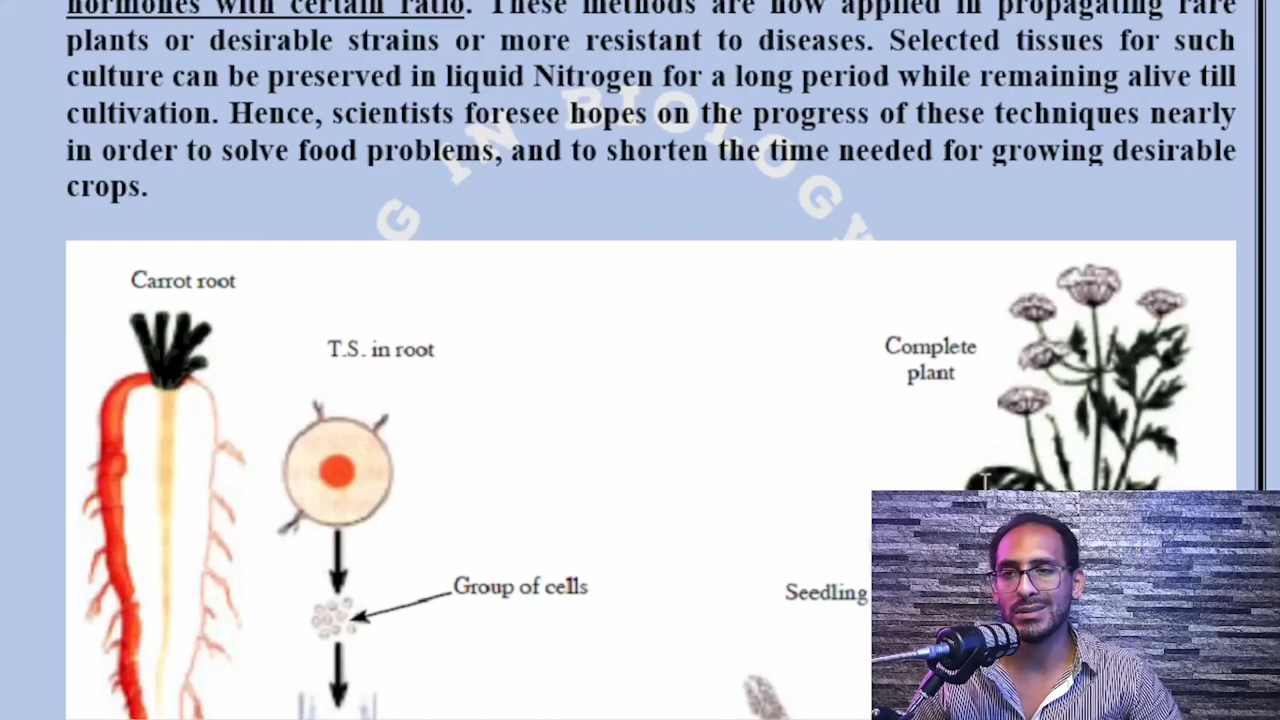 hormones with certain ratio. These methods are now applied in propagating rare
plants or desirable strains or more resistant to diseases. Selected tissues for such
culture can be preserved in liquid Nitrogen for a long period while remaining alive till
cultivation. Hence, scientists foresee hopes on the progress of these techniques nearly
in order to solve food problems, and to shorten the time needed for growing desirable
crops.
G IN BIOLOGY
Carrot root
T.S. in root
Complete
plant
Group of cells
Seedling